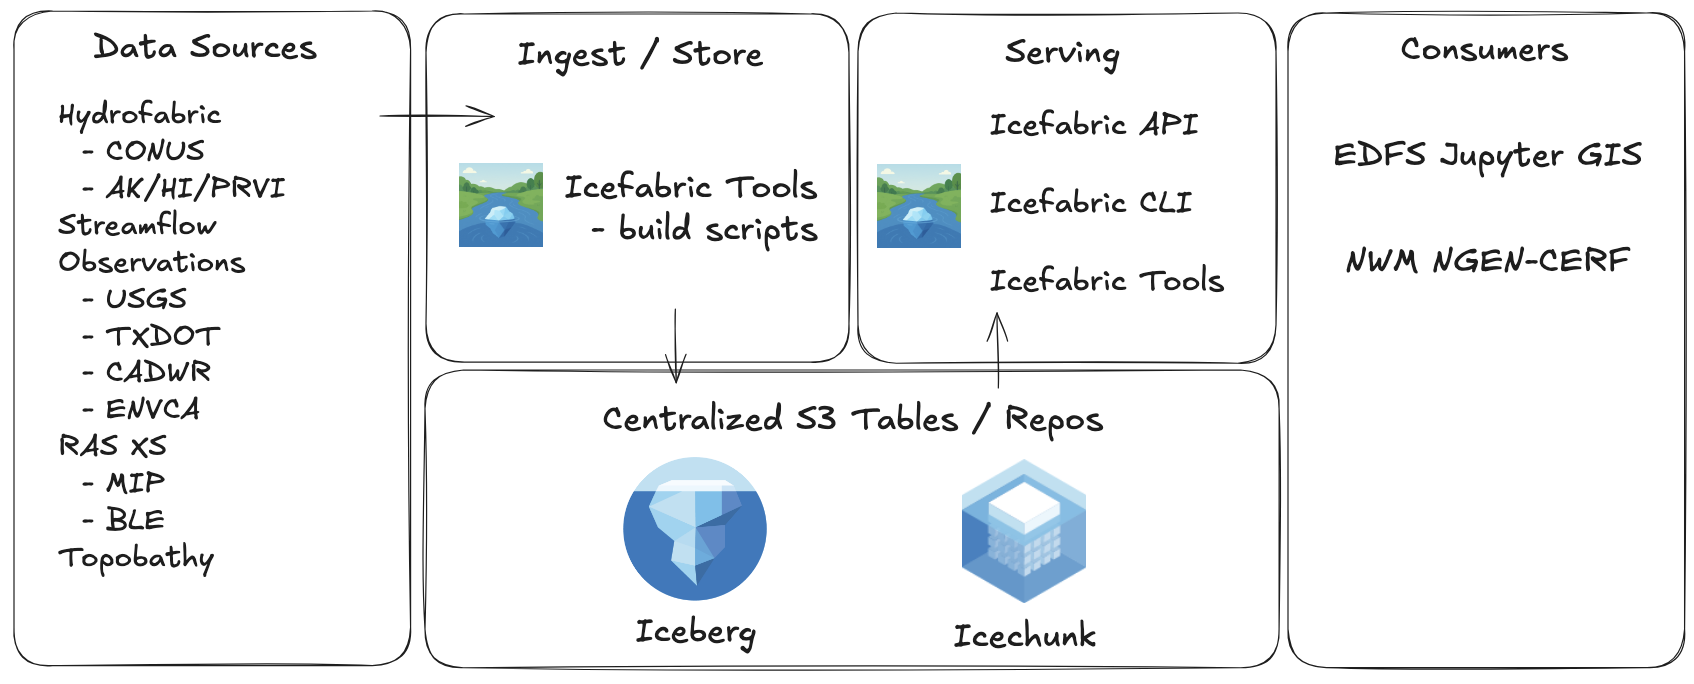 Data Sources
Hydrofabric
- CONUS
- AK/HI/PRVI
Streamflow
Observations
- USGS
- TXDOT
- CADWR
- ENVCA
RAS XS
- MIP
- BLE
Topobathy
Ingest / Store
Icefabric Tools
- build scripts
Serving
Icefabric API
Icefabric CLI
Icefabric Tools
Centralized S3 Tables / Repos
Iceberg
Icechunk
Consumers
EDFS Jupyter GIS
NWM NGEN-CERF